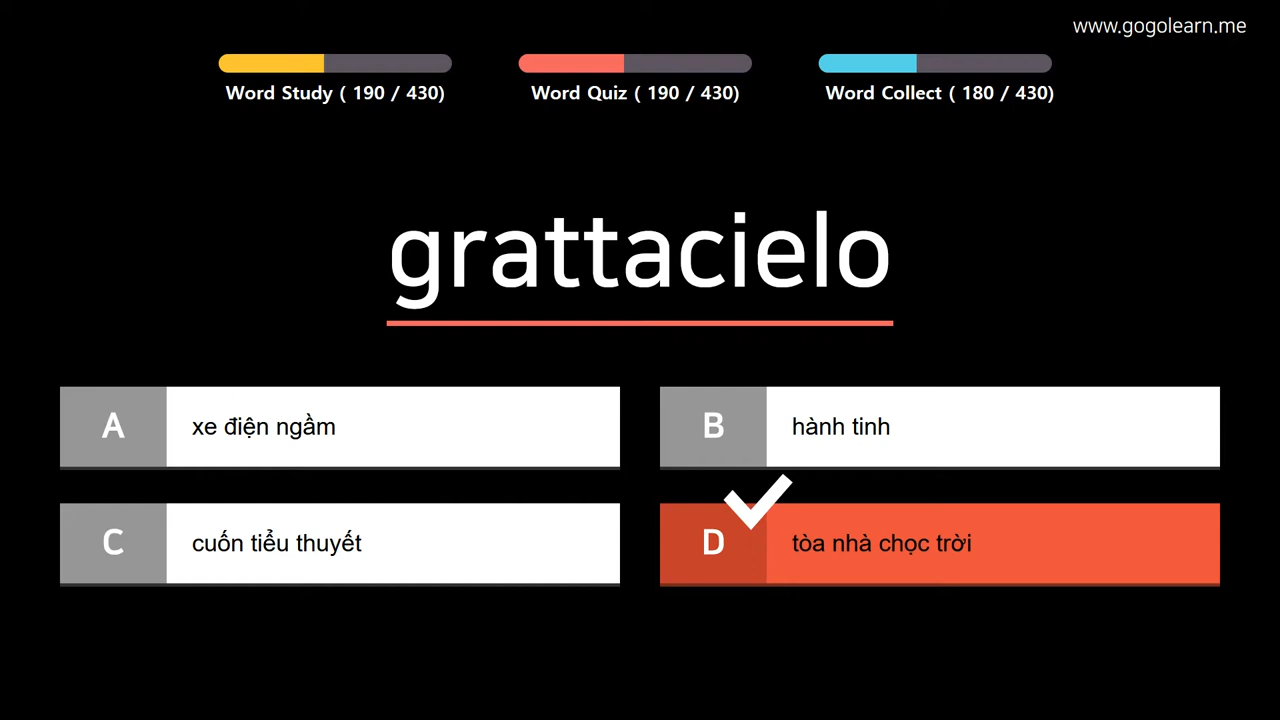 www.gogolearn.me
Word Study ( 190 / 430)
Word Quiz ( 190 / 430)
Word Collect ( 180 / 430)
grattacielo
A
xe điện ngầm
B
hành tinh
C
cuốn tiểu thuyết
D
tòa nhà chọc trời